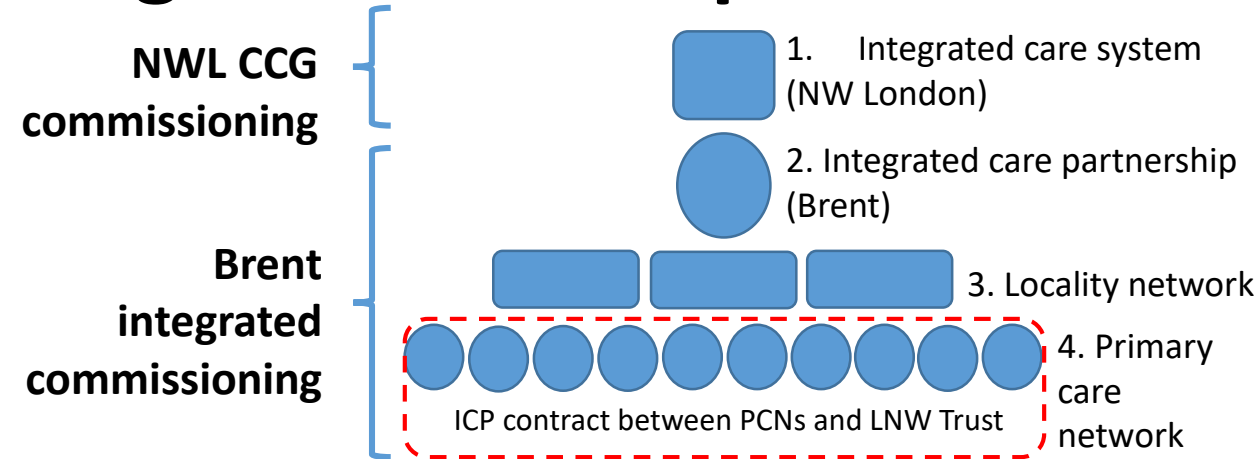 NWL CCG
commissioning
1. Integrated care system
(NW London)
2. Integrated care partnership
(Brent)
Brent
integrated
commissioning
3. Locality network
4. Primary
care
network
ICP contract between PCNs and LNW Trust